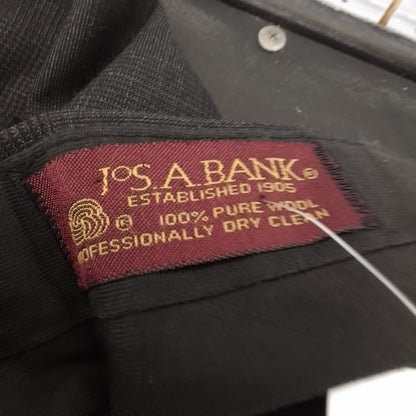 JOS. A. BANK ®
ESTABLISHED 1905
® 100% PURE WOOL
PROFESSIONALLY DRY CLEAN